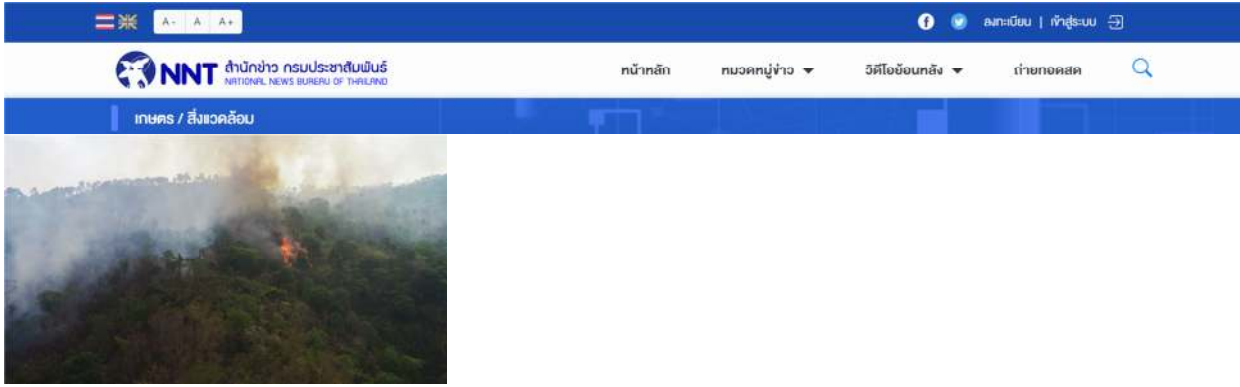 A- A A+
ลงทะเบียน | เข้าสู่ระบบ
NNT สำนักข่าว กรมประชาสัมพันธ์
NATIONAL NEWS BUREAU OF THAILAND
หน้าหลัก หมวดหมู่ข่าว วิดีโอย้อนหลัง ถ่ายทอดสด
เกษตร / สิ่งแวดล้อม